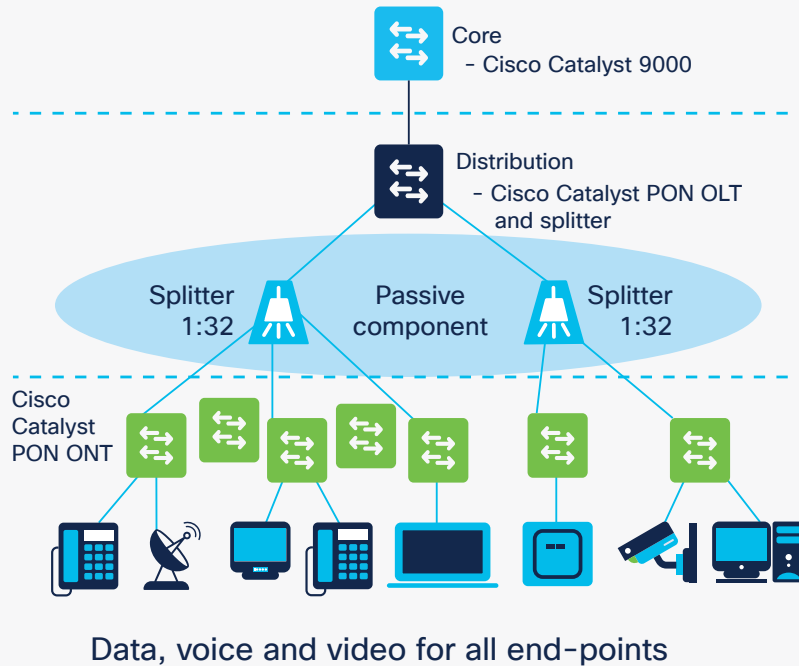 Core
- Cisco Catalyst 9000
Distribution
- Cisco Catalyst PON OLT
and splitter
Splitter
1:32
Passive
component
Splitter
1:32
Cisco
Catalyst
PON ONT
Data, voice and video for all end-points